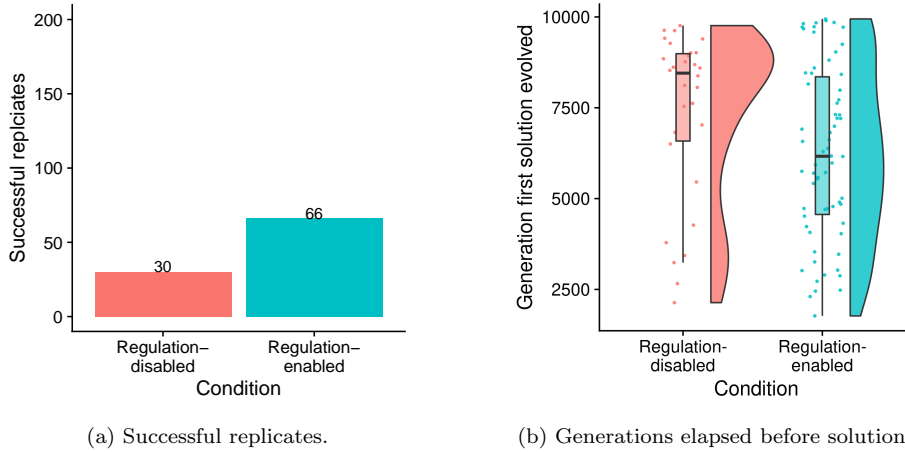 200
150
100
50
0
Successful replciates
30
66
Regulation–
disabled
Regulation–
enabled
Condition
(a) Successful replicates.
10000
7500
5000
2500
Generation first solution evolved
Regulation-
disabled
Regulation-
enabled
Condition
(b) Generations elapsed before solution